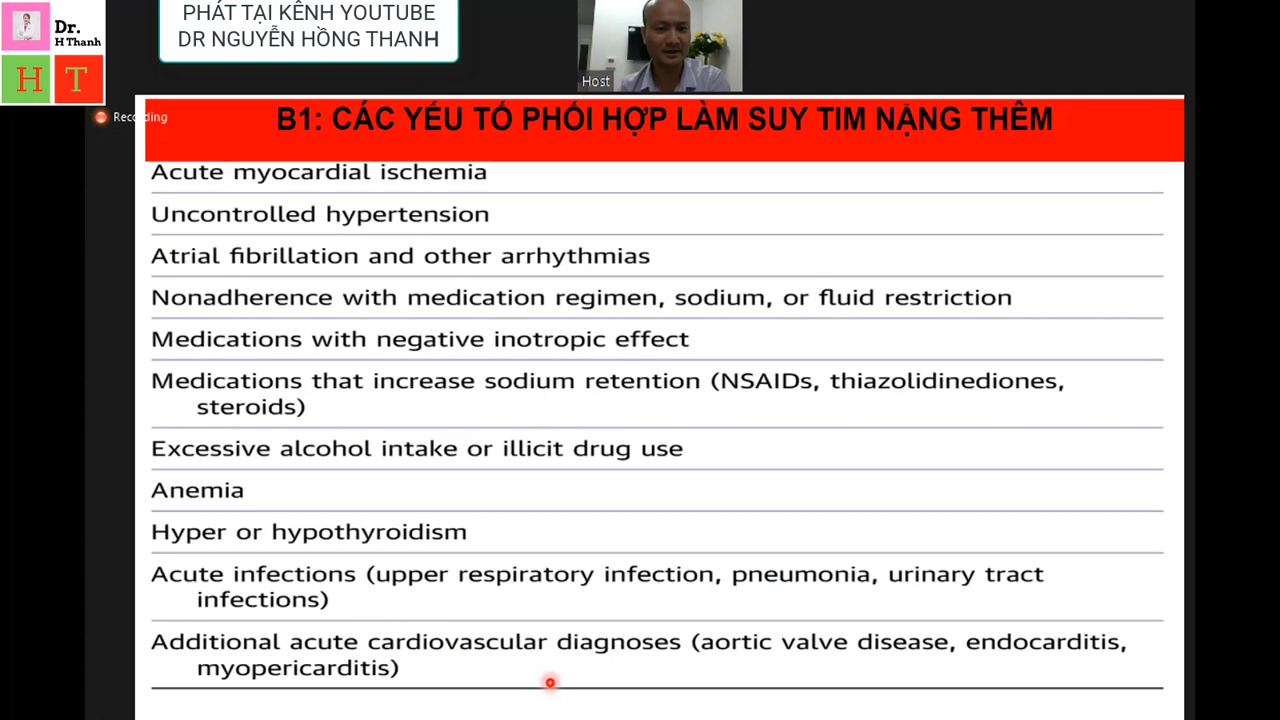 Dr.
H Thanh
H T
PHÁT TẠI KÊNH YOUTUBE
DR NGUYỄN HỒNG THANH
Host
Recording
B1: CÁC YẾU TỐ PHỐI HỢP LÀM SUY TIM NẶNG THÊM
Acute myocardial ischemia
Uncontrolled hypertension
Atrial fibrillation and other arrhythmias
Nonadherence with medication regimen, sodium, or fluid restriction
Medications with negative inotropic effect
Medications that increase sodium retention (NSAIDs, thiazolidinediones,
steroids)
Excessive alcohol intake or illicit drug use
Anemia
Hyper or hypothyroidism
Acute infections (upper respiratory infection, pneumonia, urinary tract
infections)
Additional acute cardiovascular diagnoses (aortic valve disease, endocarditis,
myopericarditis)